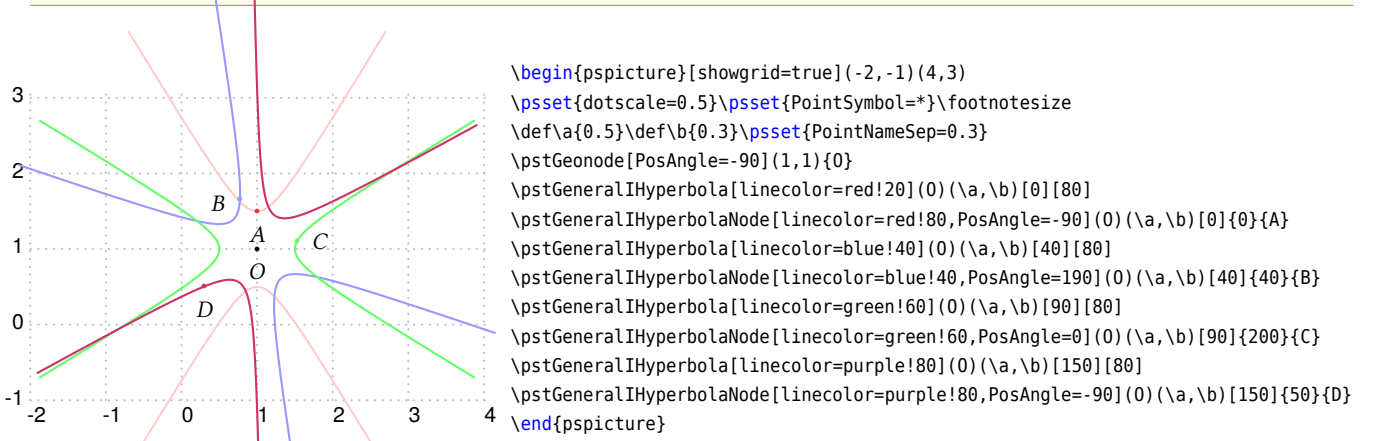 3
2
1
0
-1
-2 -1 0 1 2 3 4
B
A
C
O
D
\begin{pspicture}[showgrid=true](-2,-1)(4,3)
\psset{dotscale=0.5}\psset{PointSymbol=*}\footnotesize
\def\a{0.5}\def\b{0.3}\psset{PointNameSep=0.3}
\pstGeonode[PosAngle=-90](1,1){O}
\pstGeneralIHyperbola[linecolor=red!20](O)(\a,\b)[0][80]
\pstGeneralIHyperbolaNode[linecolor=red!80,PosAngle=-90](O)(\a,\b)[0]{0}{A}
\pstGeneralIHyperbola[linecolor=blue!40](O)(\a,\b)[40][80]
\pstGeneralIHyperbolaNode[linecolor=blue!40,PosAngle=190](O)(\a,\b)[40]{40}{B}
\pstGeneralIHyperbola[linecolor=green!60](O)(\a,\b)[90][80]
\pstGeneralIHyperbolaNode[linecolor=green!60,PosAngle=0](O)(\a,\b)[90]{200}{C}
\pstGeneralIHyperbola[linecolor=purple!80](O)(\a,\b)[150][80]
\pstGeneralIHyperbolaNode[linecolor=purple!80,PosAngle=-90](O)(\a,\b)[150]{50}{D}
\end{pspicture}